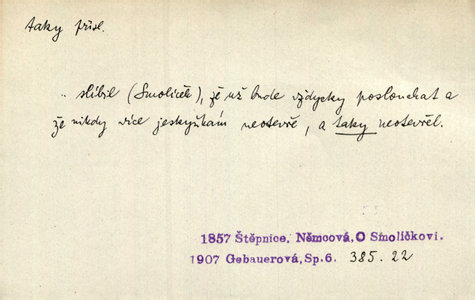 taky přísl.
.. slíbil (Smolíček), že už bude vždycky poslouchat a
že nikdy více jeskyňkám neotevře, a taky neotevřel.
1857 Štěpnice, Němcová, O Smolíčkovi.
1907 Gebauerová, Sp.6. 385. 22